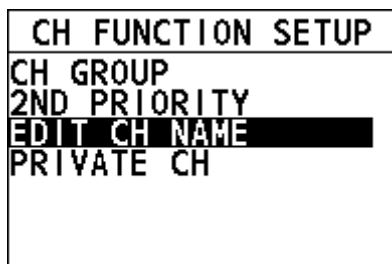 CH FUNCTION SETUP
CH GROUP
2ND PRIORITY
EDIT CH NAME
PRIVATE CH